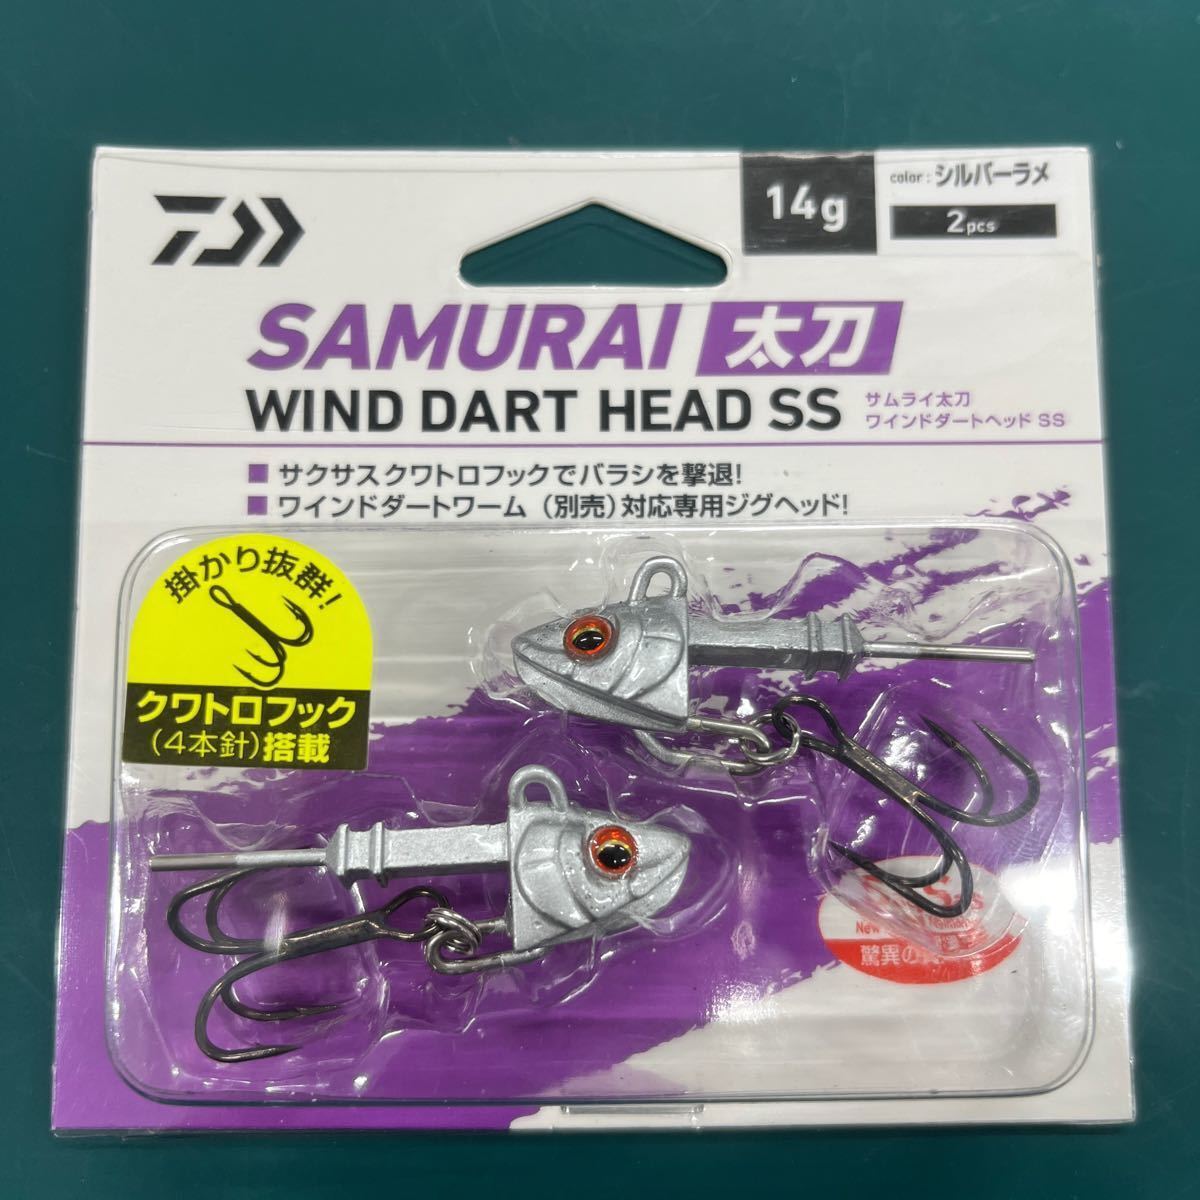 14g
color : シルバーラメ
2pcs
SAMURAI 太刀
WIND DART HEAD SS
サムライ太刀
ワインドダートヘッド SS
■ サクサスクワトロフックでバラシを撃退!
■ ワインドダートワーム (別売) 対応専用ジグヘッド!
掛かり抜群!
クワトロフック
(4本針)搭載
New
驚異の